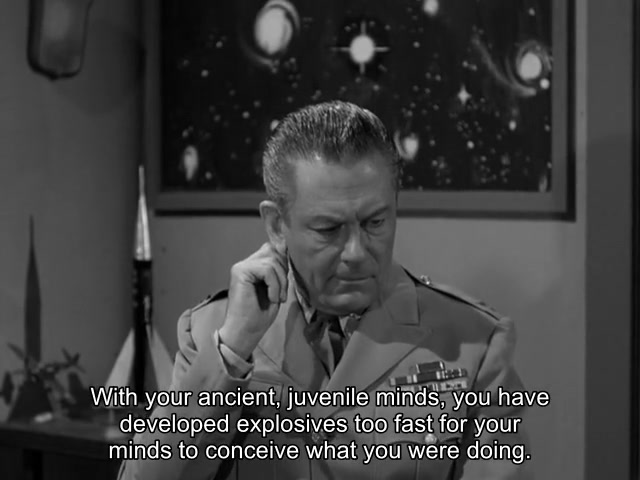 With your ancient, juvenile minds, you have
developed explosives too fast for your
minds to conceive what you were doing.